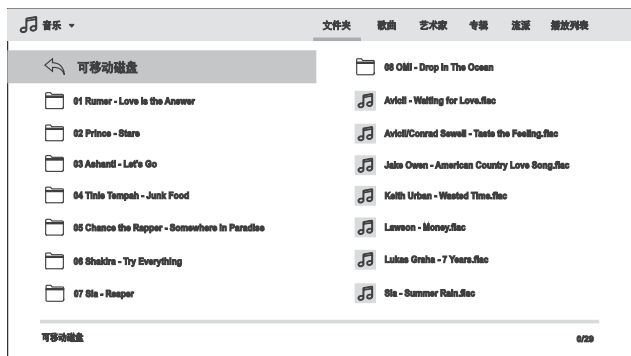 音乐
文件夹 歌曲 艺术家 专辑 流派 播放列表
可移动磁盘
01 Rumer - Love is the Answer
02 Prince - Stare
03 Ashanti - Let's Go
04 Tinie Tempah - Junk Food
05 Chance the Rapper - Somewhere in Paradise
06 Shakira - Try Everything
07 Sia - Reaper
08 OMI - Drop In The Ocean
Avicii - Waiting for Love.flac
Avicii/Conrad Sewell - Taste the Feeling.flac
Jake Owen - American Country Love Song.flac
Keith Urban - Wasted Time.flac
Lawson - Money.flac
Lukas Graha - 7 Years.flac
Sia - Summer Rain.flac
可移动磁盘
0/29